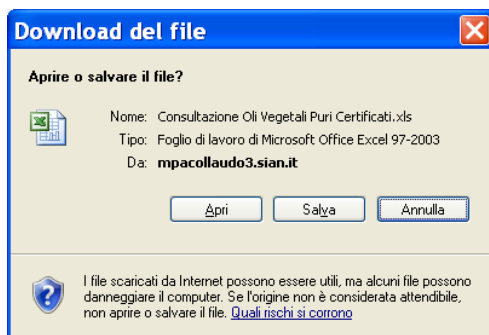 Download del file
Aprire o salvare il file?
Nome: Consultazione Oli Vegetali Puri Certificati.xls
Tipo: Foglio di lavoro di Microsoft Office Excel 97-2003
Da: mpacollaudo3.sian.it
Apri Salva Annulla
I file scaricati da Internet possono essere utili, ma alcuni file possono
danneggiare il computer. Se l'origine non è considerata attendibile,
non aprire o salvare il file. Quali rischi si corrono